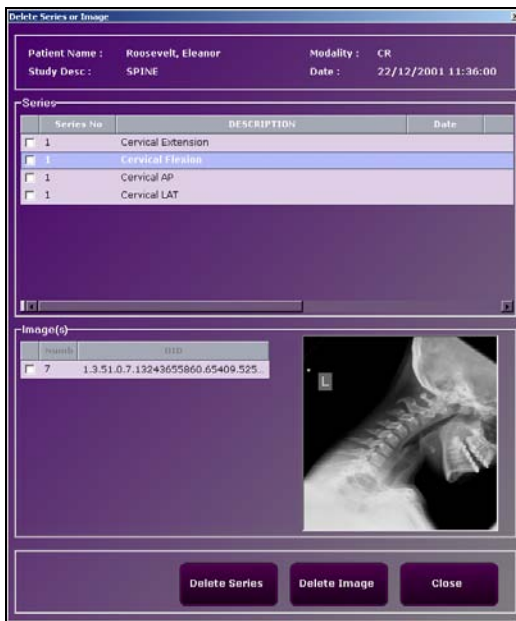 Delete Series or Image
Patient Name : Roosevelt, Eleanor Modality : CR
Study Desc : SPINE Date : 22/12/2001 11:36:00
Series
Series No DESCRIPTION Date
1 Cervical Extension
1 Cervical Flexion
1 Cervical AP
1 Cervical LAT
Image(s)
Numb UID
7 1.3.51.0.7.13243655860.65409.525...
L
Delete Series Delete Image Close